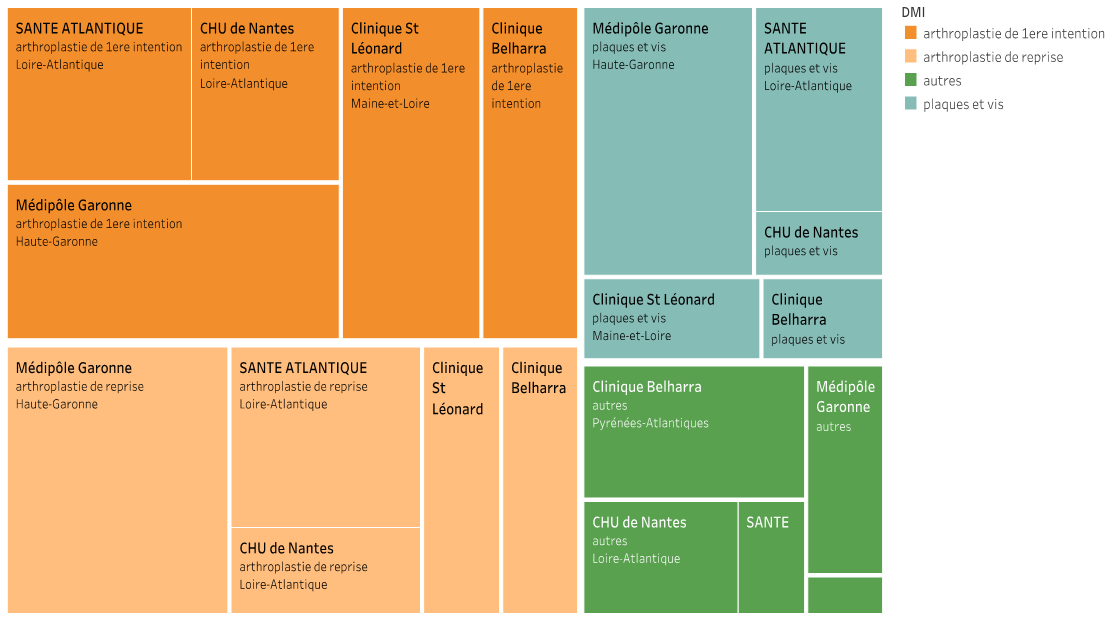 SANTE ATLANTIQUE
arthroplastie de 1ere intention
Loire-Atlantique
CHU de Nantes
arthroplastie de 1ere
intention
Loire-Atlantique
Clinique St
Léonard
arthroplastie de 1ere
intention
Maine-et-Loire
Clinique
Belharra
arthroplastie
de 1ere
intention
Médipôle Garonne
arthroplastie de 1ere intention
Haute-Garonne
Médipôle Garonne
arthroplastie de reprise
Haute-Garonne
SANTE ATLANTIQUE
arthroplastie de reprise
Loire-Atlantique
CHU de Nantes
arthroplastie de reprise
Loire-Atlantique
Clinique
St
Léonard
Clinique
Belharra
Médipôle Garonne
plaques et vis
Haute-Garonne
SANTE
ATLANTIQUE
plaques et vis
Loire-Atlantique
CHU de Nantes
plaques et vis
Clinique St Léonard
plaques et vis
Maine-et-Loire
Clinique
Belharra
plaques et vis
Clinique Belharra
autres
Pyrénées-Atlantiques
Médipôle
Garonne
autres
CHU de Nantes
autres
Loire-Atlantique
SANTE
DMI
arthroplastie de 1ere intention
arthroplastie de reprise
autres
plaques et vis